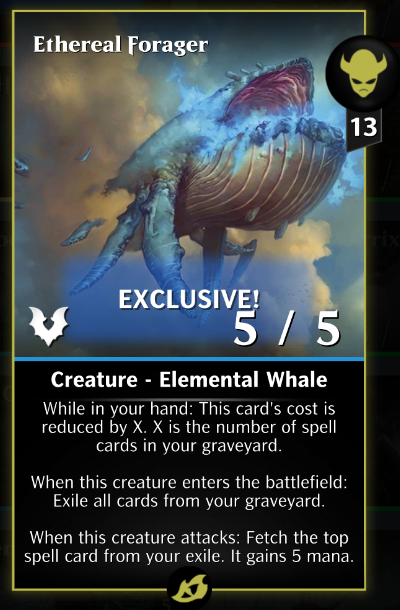 Ethereal Forager
13
EXCLUSIVE!
5 / 5
Creature - Elemental Whale
While in your hand: This card's cost is
reduced by X. X is the number of spell
cards in your graveyard.
When this creature enters the battlefield:
Exile all cards from your graveyard.
When this creature attacks: Fetch the top
spell card from your exile. It gains 5 mana.